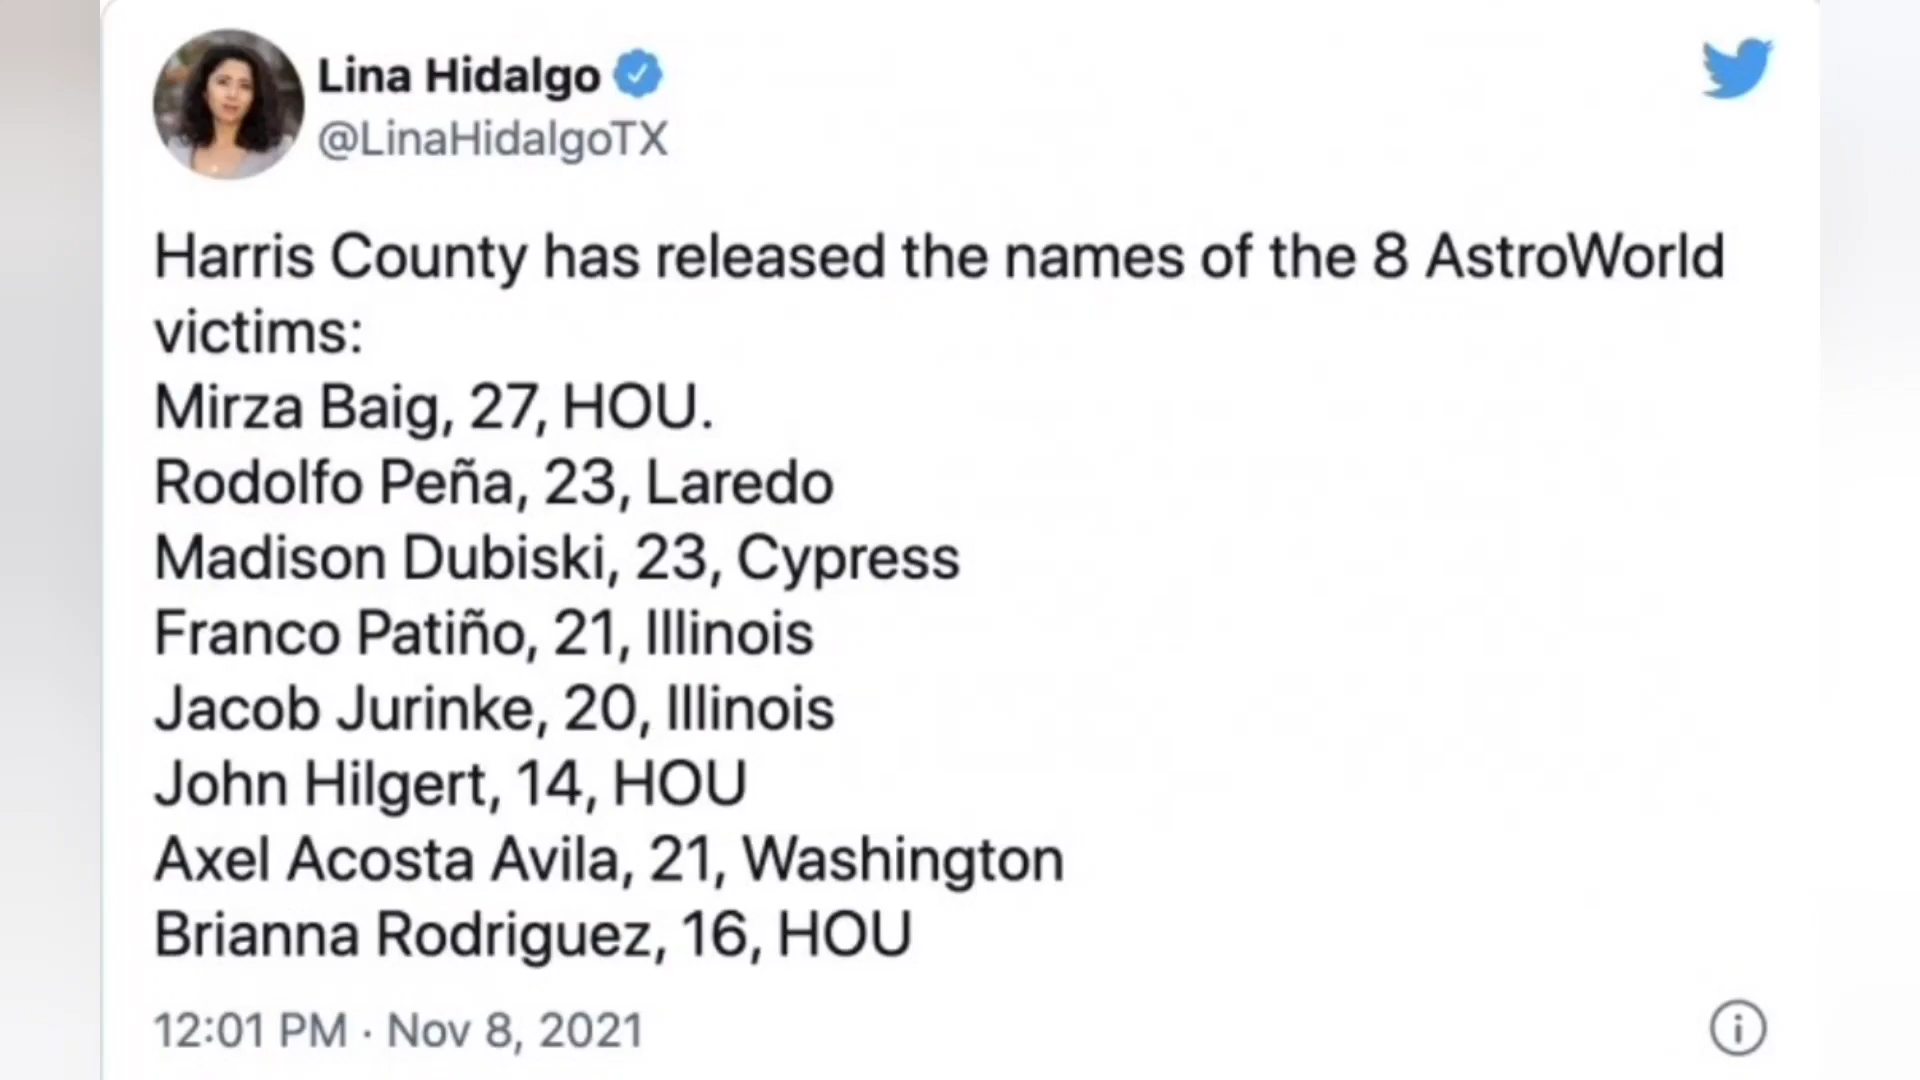 Lina Hidalgo
@LinaHidalgoTX
Harris County has released the names of the 8 AstroWorld
victims:
Mirza Baig, 27, HOU.
Rodolfo Peña, 23, Laredo
Madison Dubiski, 23, Cypress
Franco Patiño, 21, Illinois
Jacob Jurinke, 20, Illinois
John Hilgert, 14, HOU
Axel Acosta Avila, 21, Washington
Brianna Rodriguez, 16, HOU
12:01 PM · Nov 8, 2021